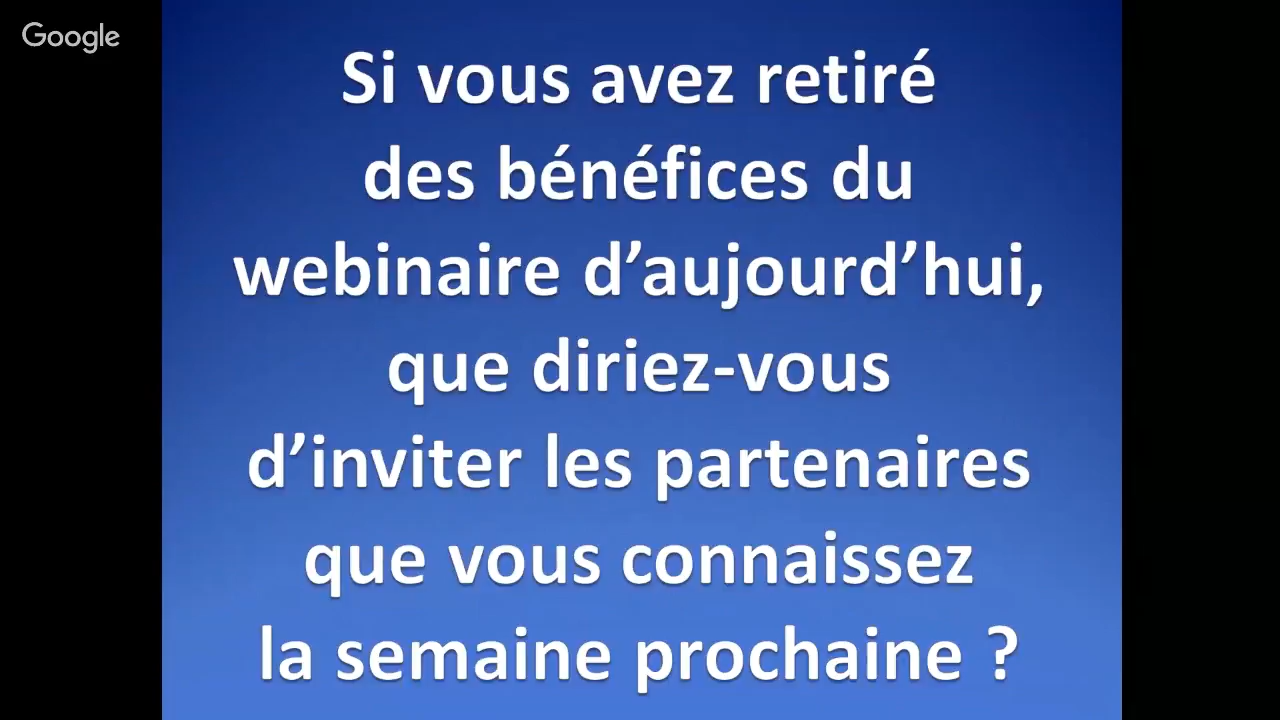 Google
Si vous avez retiré
des bénéfices du
webinaire d’aujourd’hui,
que diriez-vous
d’inviter les partenaires
que vous connaissez
la semaine prochaine ?